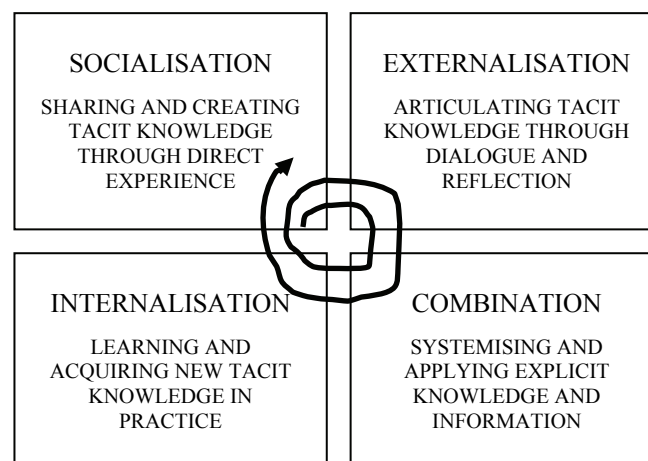 SOCIALISATION
SHARING AND CREATING
TACIT KNOWLEDGE
THROUGH DIRECT
EXPERIENCE
EXTERNALISATION
ARTICULATING TACIT
KNOWLEDGE THROUGH
DIALOGUE AND
REFLECTION
INTERNALISATION
LEARNING AND
ACQUIRING NEW TACIT
KNOWLEDGE IN
PRACTICE
COMBINATION
SYSTEMISING AND
APPLYING EXPLICIT
KNOWLEDGE AND
INFORMATION